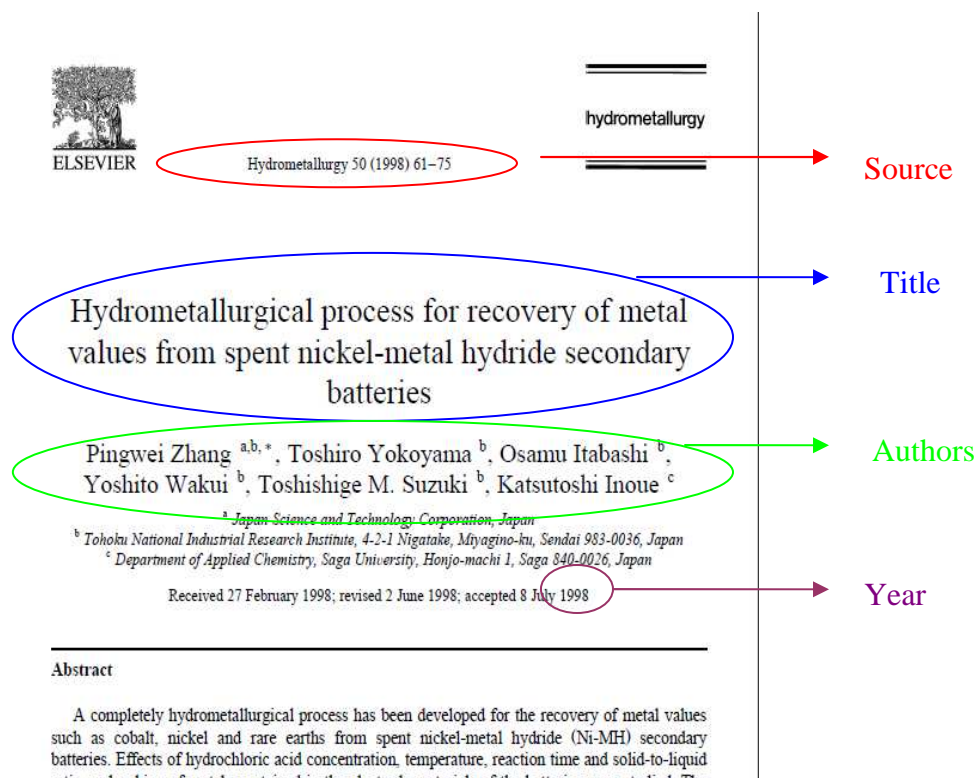 ELSEVIER
Hydrometallurgy 50 (1998) 61–75
hydrometallurgy
Source
Hydrometallurgical process for recovery of metal
values from spent nickel-metal hydride secondary
batteries
Title
Pingwei Zhang a,b,*, Toshiro Yokoyama b, Osamu Itabashi b,
Yoshito Wakui b, Toshishige M. Suzuki b, Katsutoshi Inoue c
Authors
a Japan Science and Technology Corporation, Japan
b Tohoku National Industrial Research Institute, 4-2-1 Nigatake, Miyagino-ku, Sendai 983-0036, Japan
c Department of Applied Chemistry, Saga University, Honjo-machi 1, Saga 840-0026, Japan
Received 27 February 1998; revised 2 June 1998; accepted 8 July 1998
Year
Abstract
A completely hydrometallurgical process has been developed for the recovery of metal values
such as cobalt, nickel and rare earths from spent nickel-metal hydride (Ni-MH) secondary
batteries. Effects of hydrochloric acid concentration, temperature, reaction time and solid-to-liquid